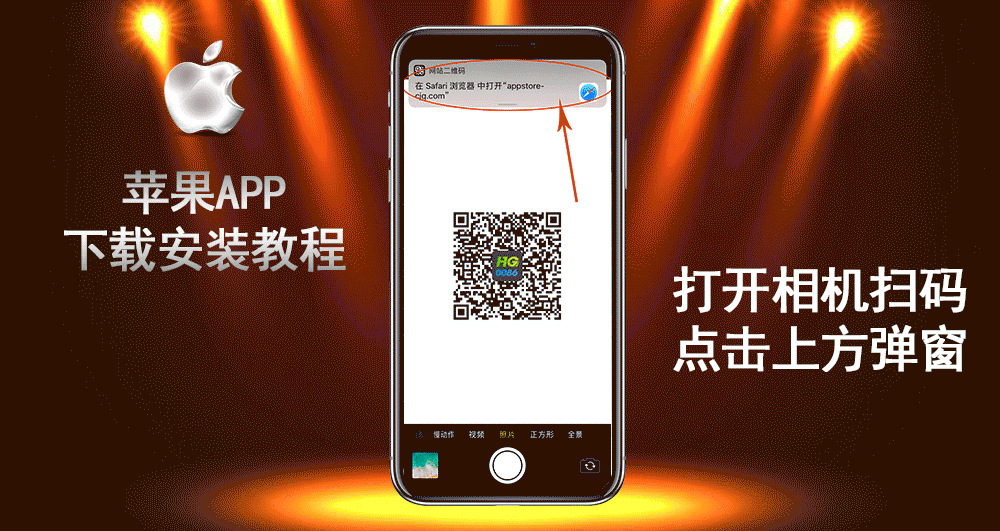 苹果APP
下载安装教程
网站二维码
在 Safari 浏览器 中打开“appstore-
cjg.com”
HG
0086
打开相机扫码
点击上方弹窗
慢动作 视频 照片 正方形 全景